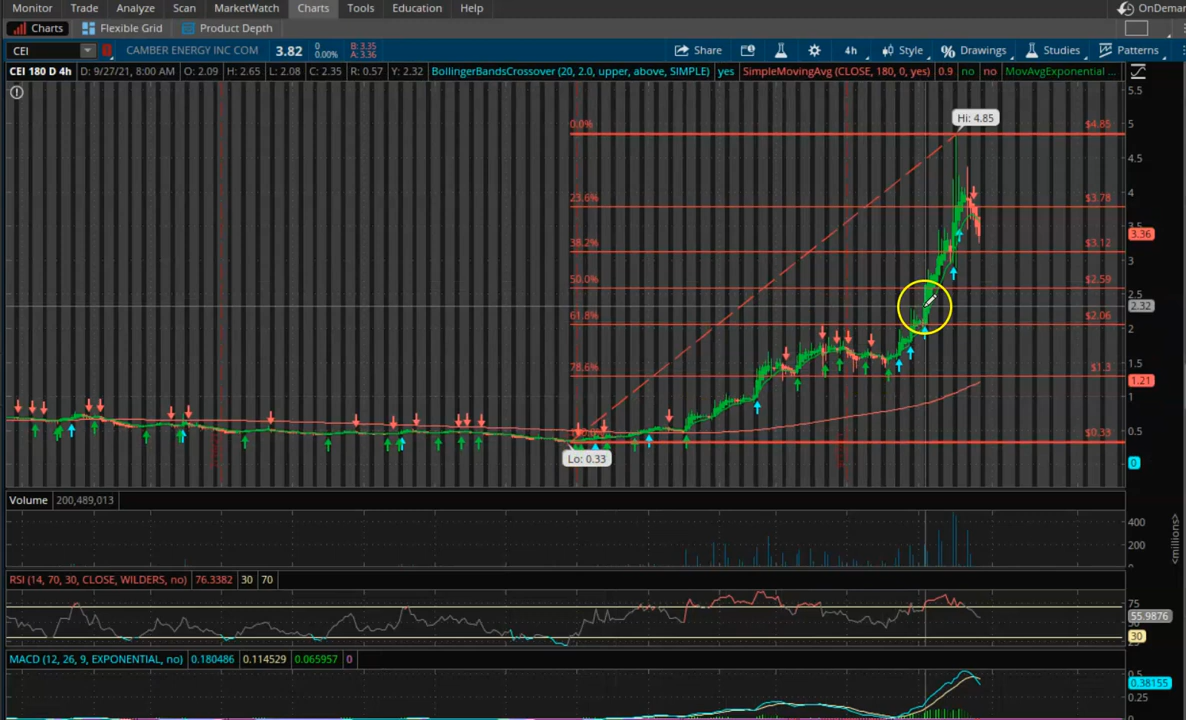 Monitor Trade Analyze Scan MarketWatch Charts Tools Education Help OnDemar
Charts Flexible Grid Product Depth
CEI CAMBER ENERGY INC COM 3.82 0 0.00% B: 3.35 A: 3.36 Share 4h Style Drawings Studies Patterns
CEI 180 D 4h D: 9/27/21, 8:00 AM O: 2.09 H: 2.65 L: 2.08 C: 2.35 R: 0.57 Y: 2.32 BollingerBandsCrossover (20, 2.0, upper, above, SIMPLE) yes SimpleMovingAvg (CLOSE, 180, 0, yes) 0.9 no no MovAvgExponential ...
5.5
Hi: 4.85
0.0% $4.85 5
4.5
23.6% $3.78 4
3.5
3.36
38.2% $3.12 3
50.0% $2.59 2.5
2.32
61.8% $2.06 2
1.5
78.6% $1.3
1.21
1
$0.33 0.5
Lo: 0.33
0
Volume 200,489,013
400
200
<millions>
RSI (14, 70, 30, CLOSE, WILDERS, no) 76.3382 30 70
75
55.9876
30
MACD (12, 26, 9, EXPONENTIAL, no) 0.180486 0.114529 0.065957 0
0.5
0.38155
0.25